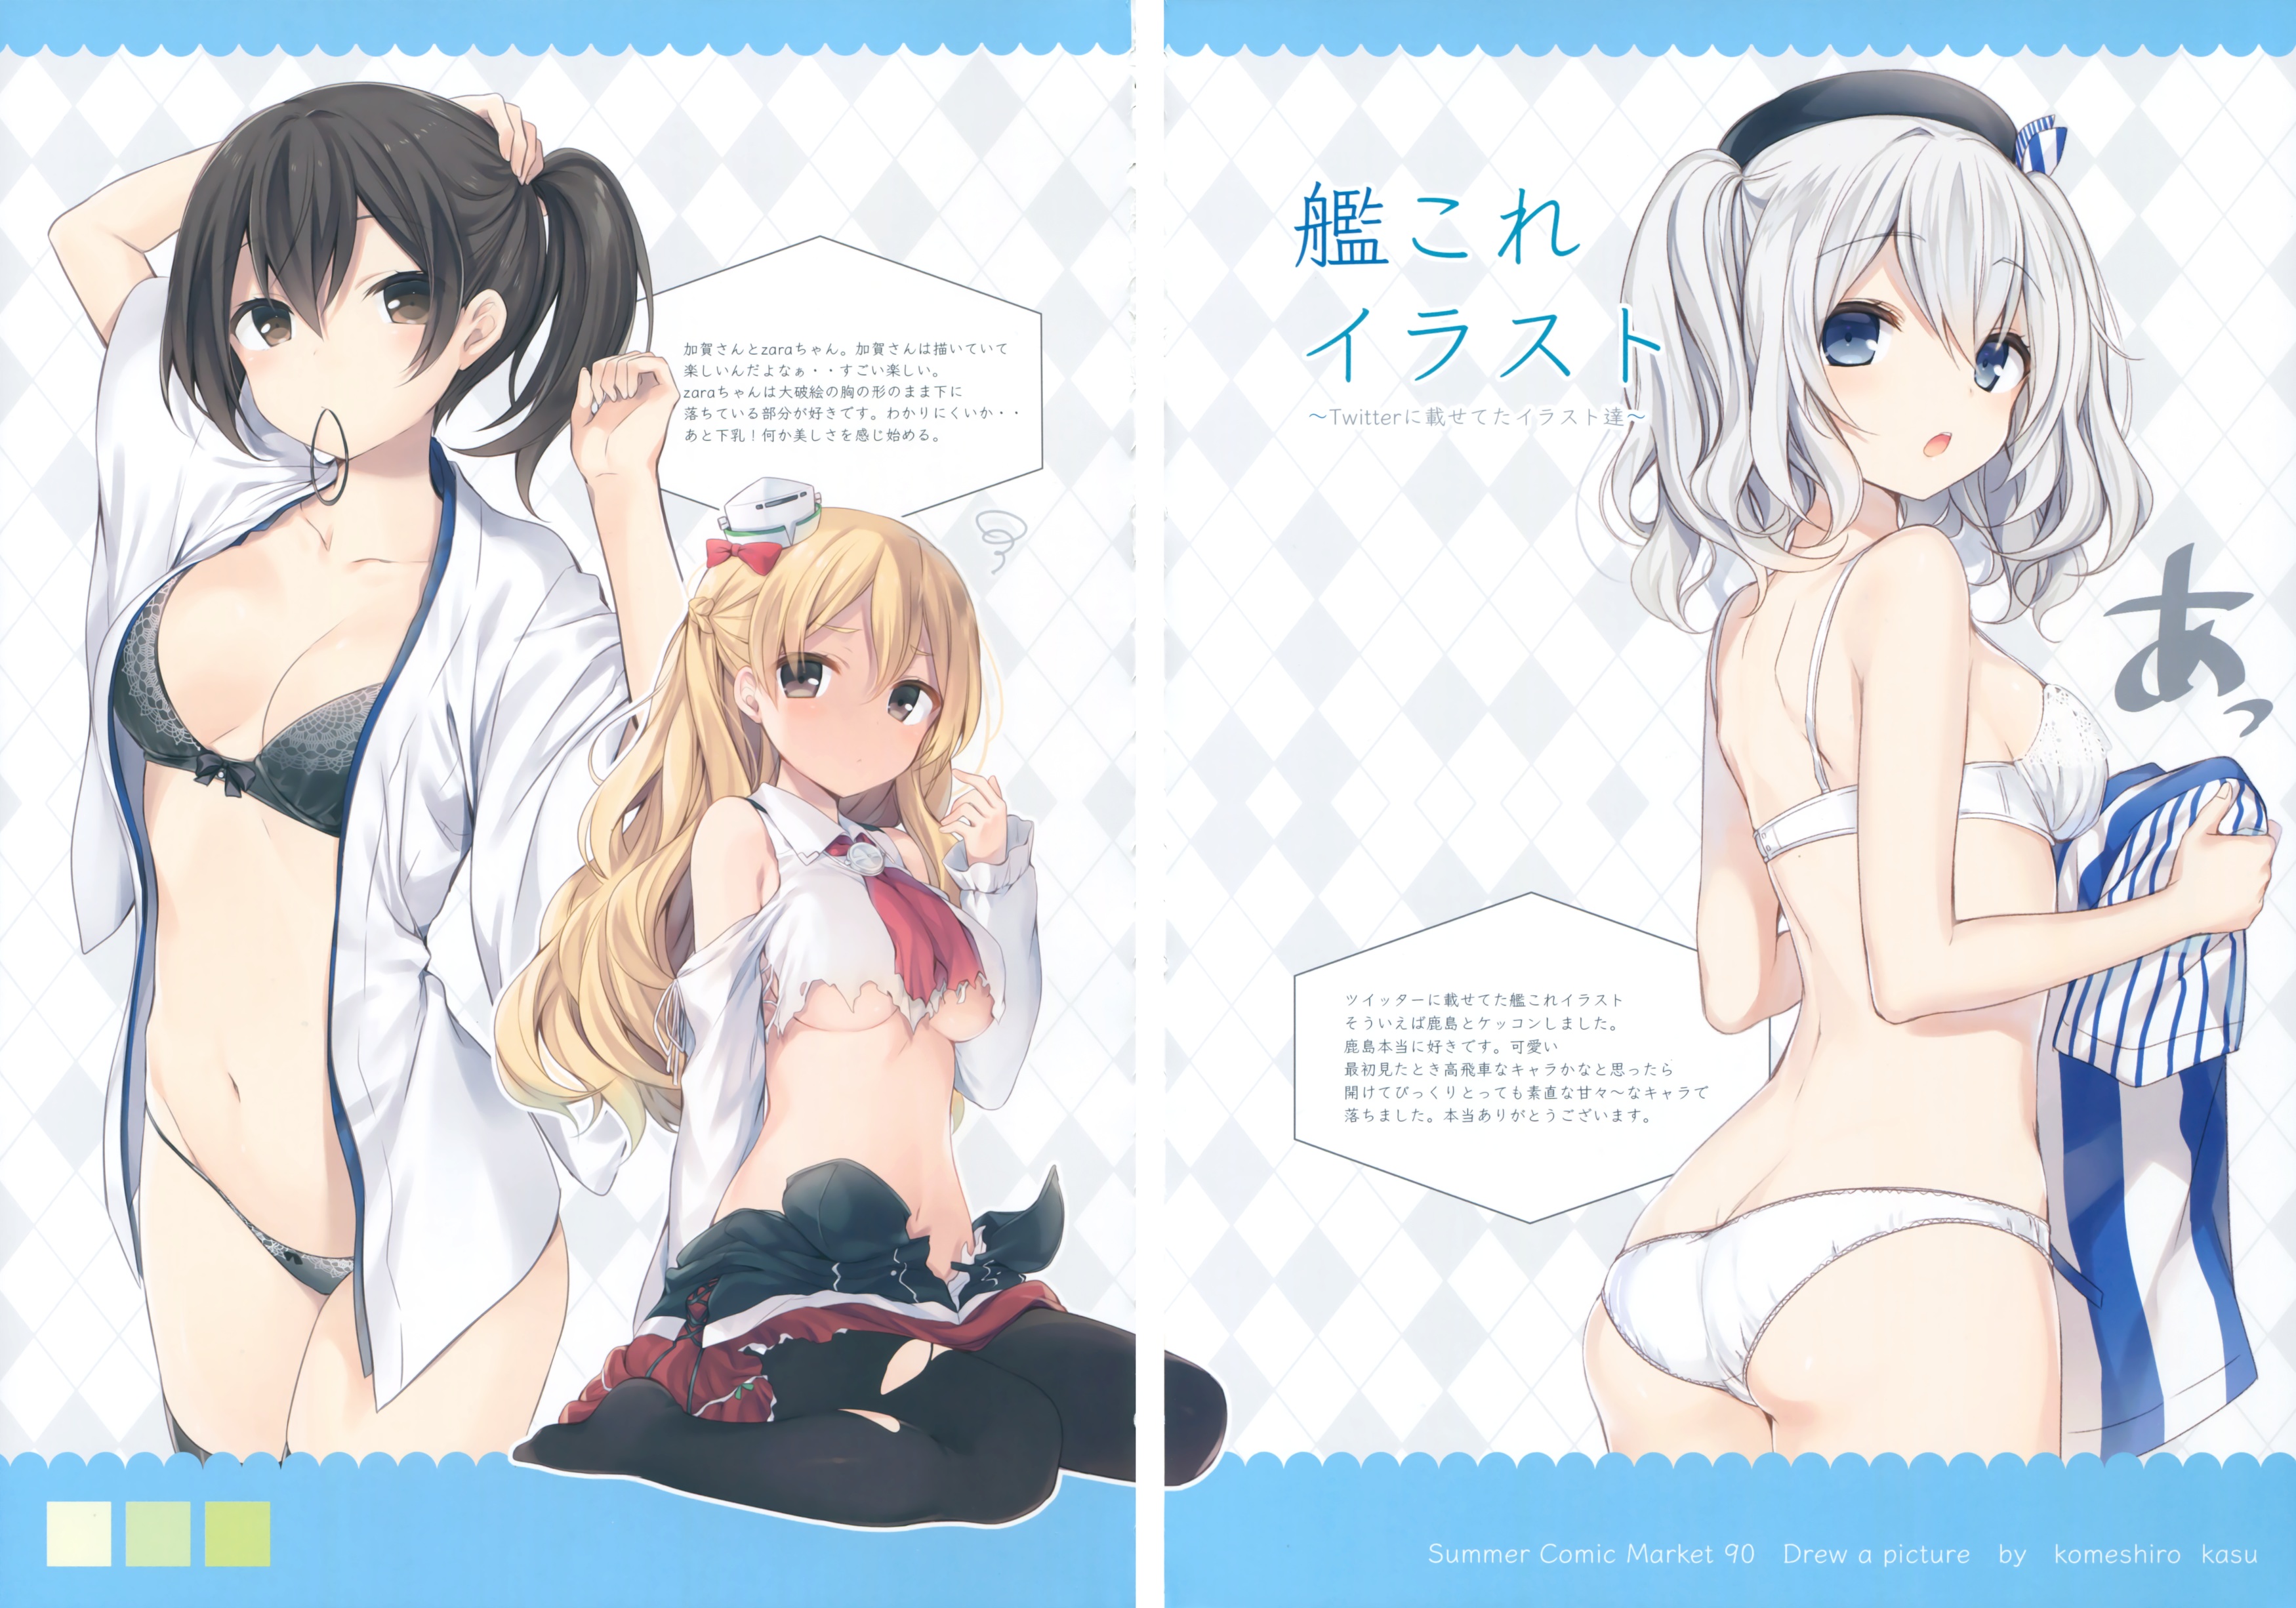 加賀さんとzaraちゃん。加賀さんは描いていて
楽しいんだよなぁ・・すごい楽しい。
zaraちゃんは大破絵の胸の形のまま下に
落ちている部分が好きです。わかりにくいか・・
あと下乳！何か美しさを感じ始める。
艦これ
イラスト
～Twitterに載せてたイラスト達～
あっ
ツイッターに載せてた艦これイラスト
そういえば鹿島とケッコンしました。
鹿島本当に好きです。可愛い
最初見たとき高飛車なキャラかなと思ったら
開けてびっくりとっても素直な甘々～なキャラで
落ちました。本当ありがとうございます。
Summer Comic Market 90 Drew a picture by komeshiro kasu